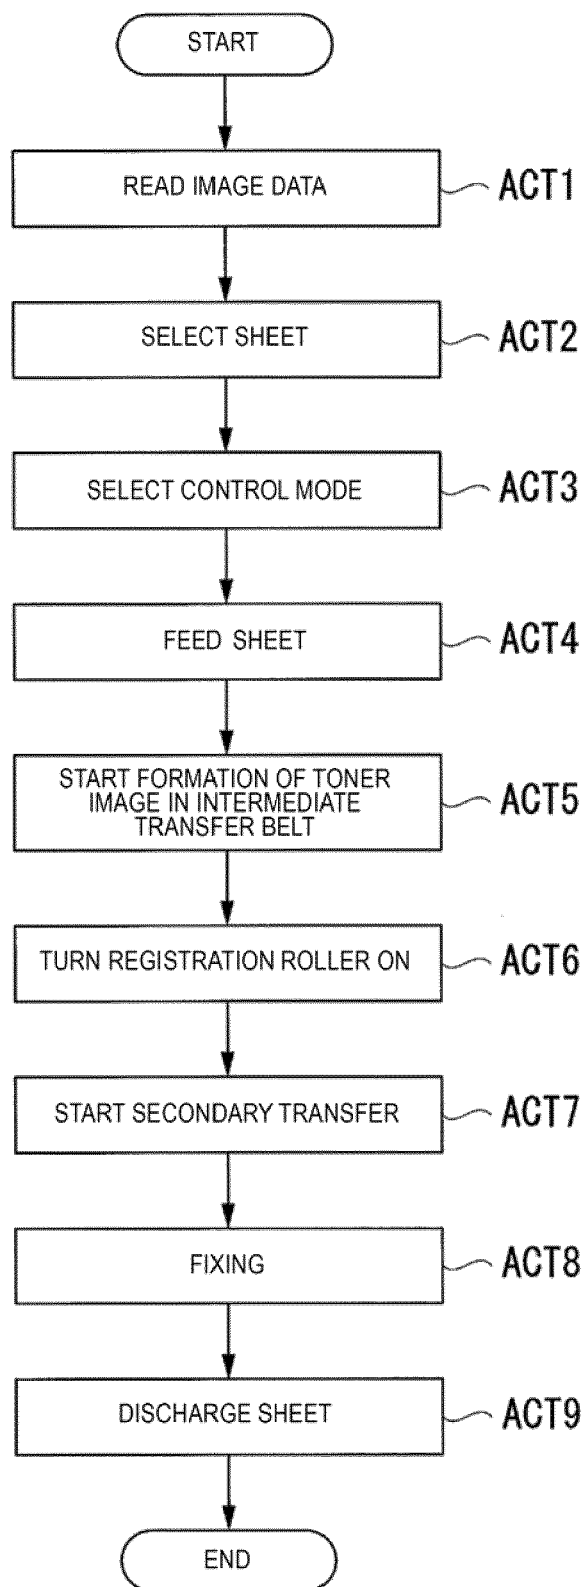 START
READ IMAGE DATA
ACT1
SELECT SHEET
ACT2
SELECT CONTROL MODE
ACT3
FEED SHEET
ACT4
START FORMATION OF TONER
IMAGE IN INTERMEDIATE
TRANSFER BELT
ACT5
TURN REGISTRATION ROLLER ON
ACT6
START SECONDARY TRANSFER
ACT7
FIXING
ACT8
DISCHARGE SHEET
ACT9
END